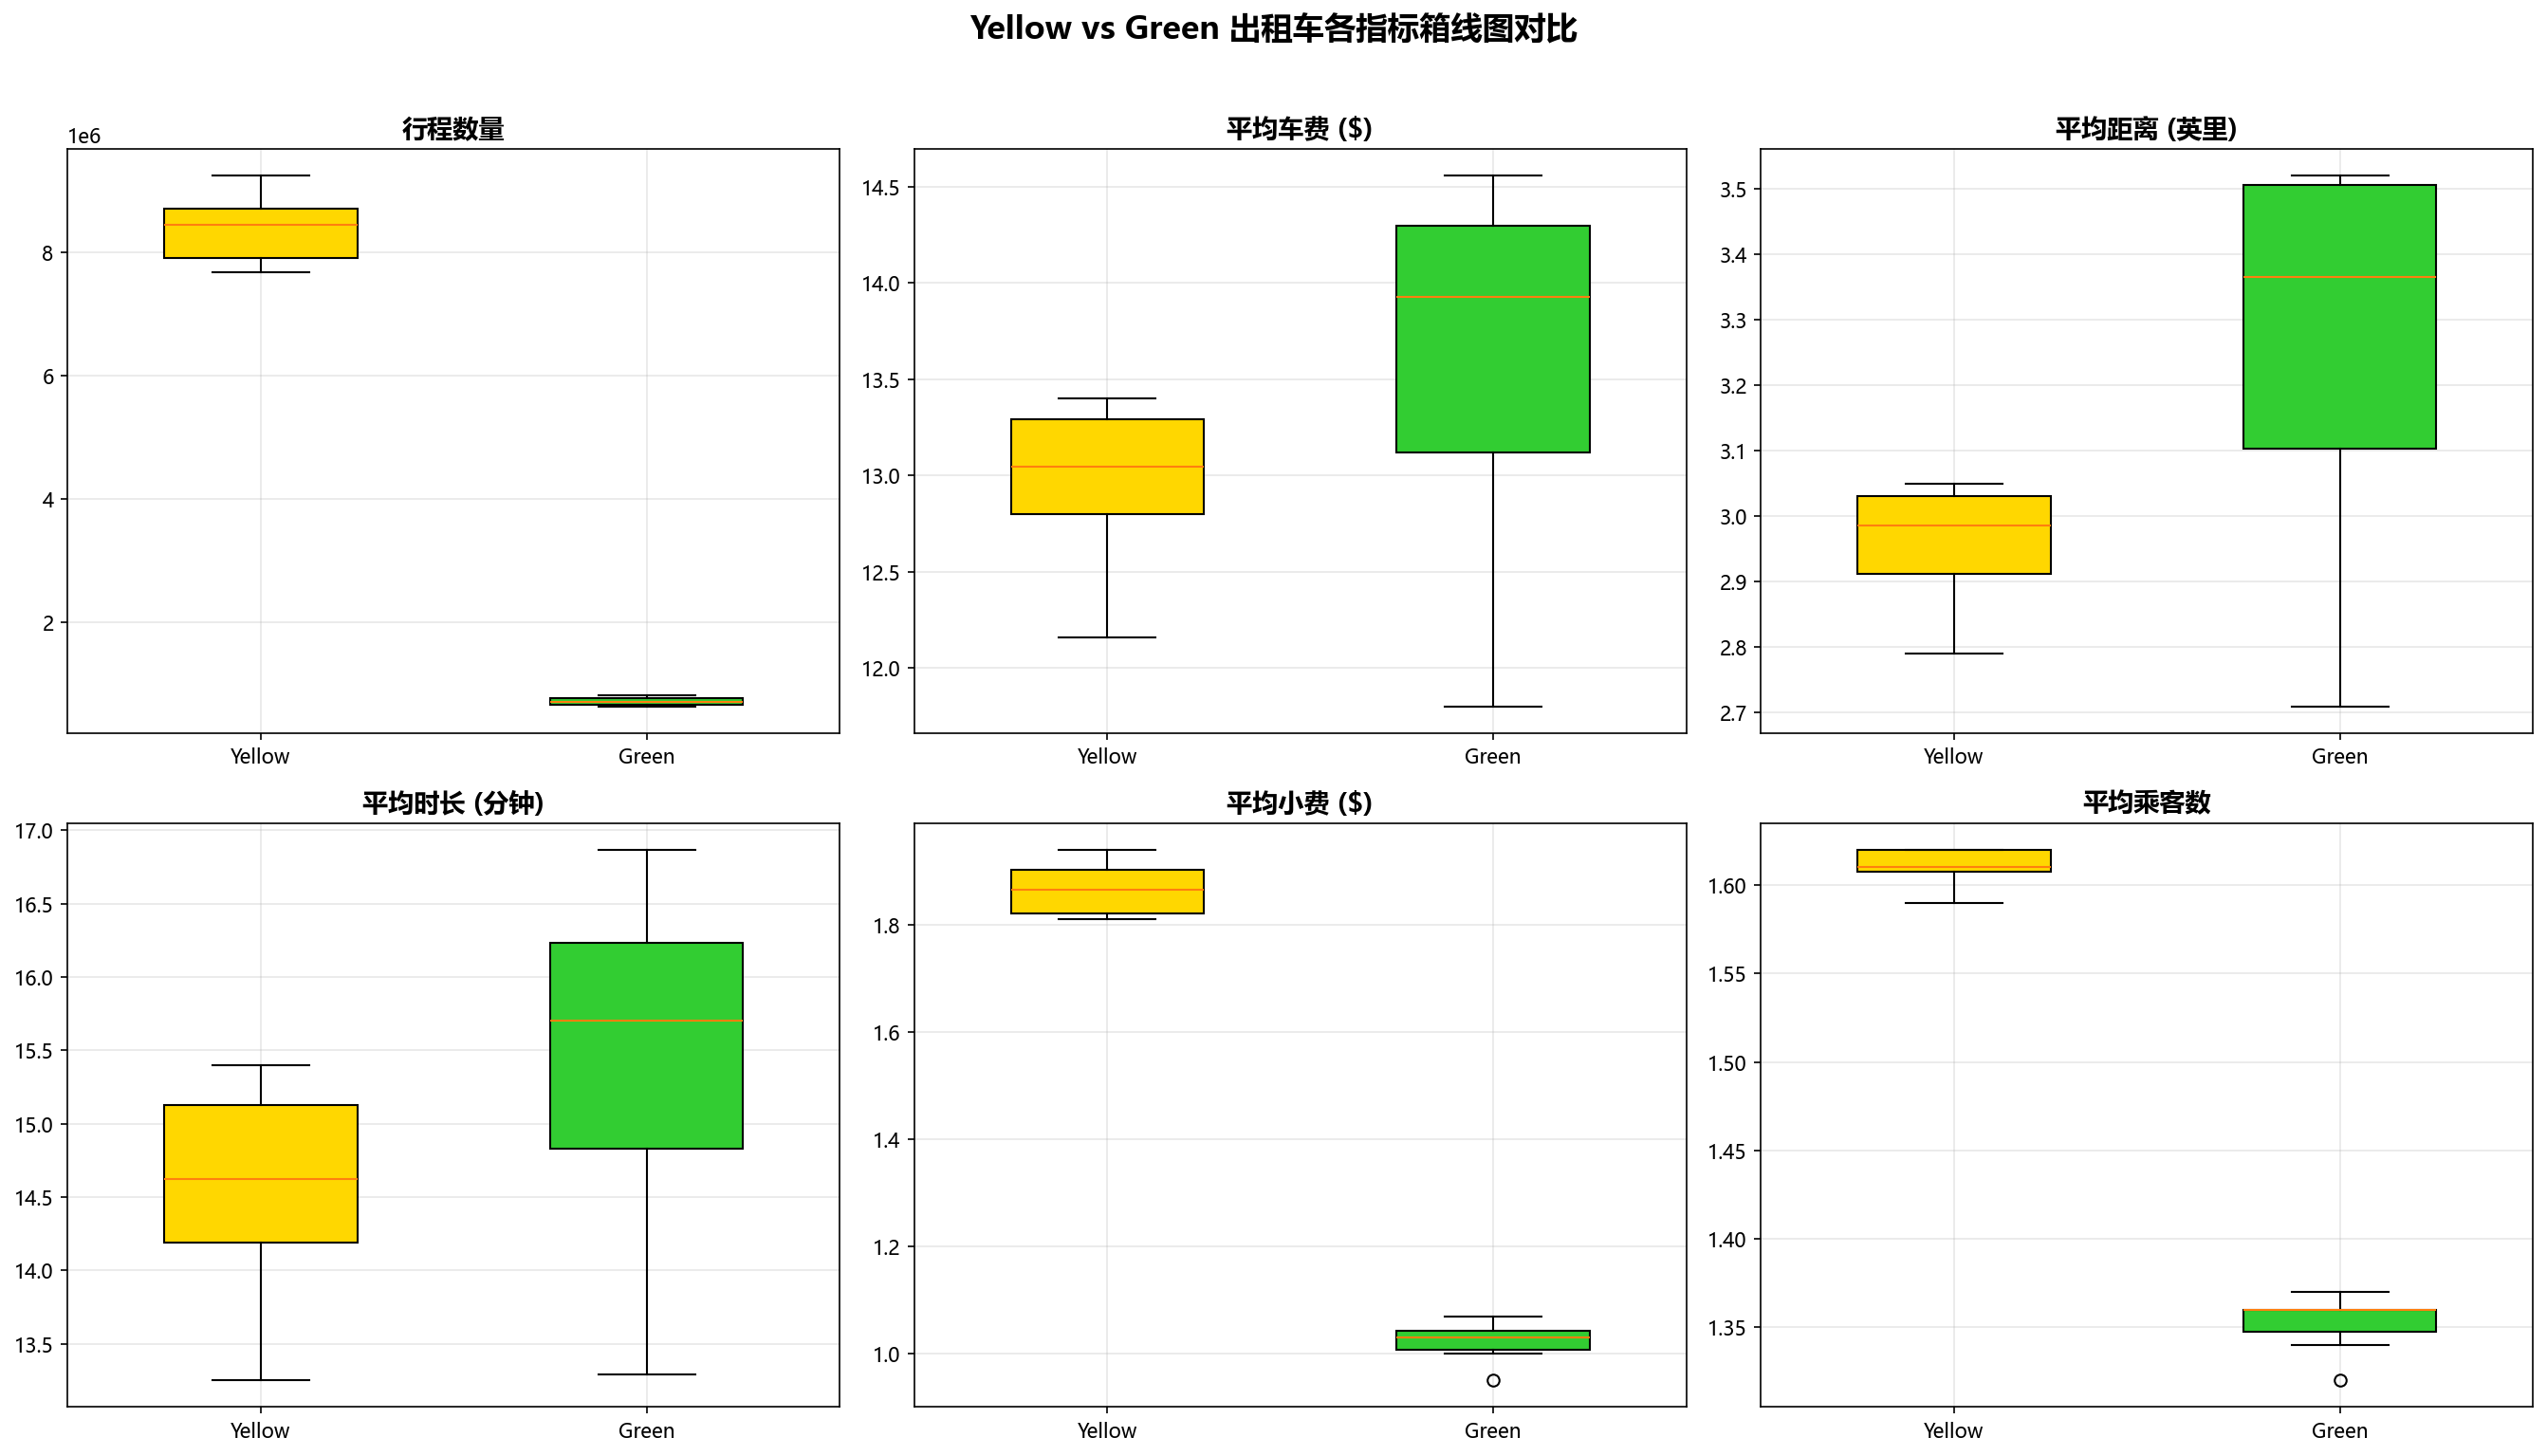 Yellow vs Green 出租车各指标箱线图对比
行程数量
1e6
8
6
4
2
Yellow Green
平均车费 ($)
14.5
14.0
13.5
13.0
12.5
12.0
Yellow Green
平均距离 (英里)
3.5
3.4
3.3
3.2
3.1
3.0
2.9
2.8
2.7
Yellow Green
平均时长 (分钟)
17.0
16.5
16.0
15.5
15.0
14.5
14.0
13.5
Yellow Green
平均小费 ($)
1.8
1.6
1.4
1.2
1.0
Yellow Green
平均乘客数
1.60
1.55
1.50
1.45
1.40
1.35
Yellow Green